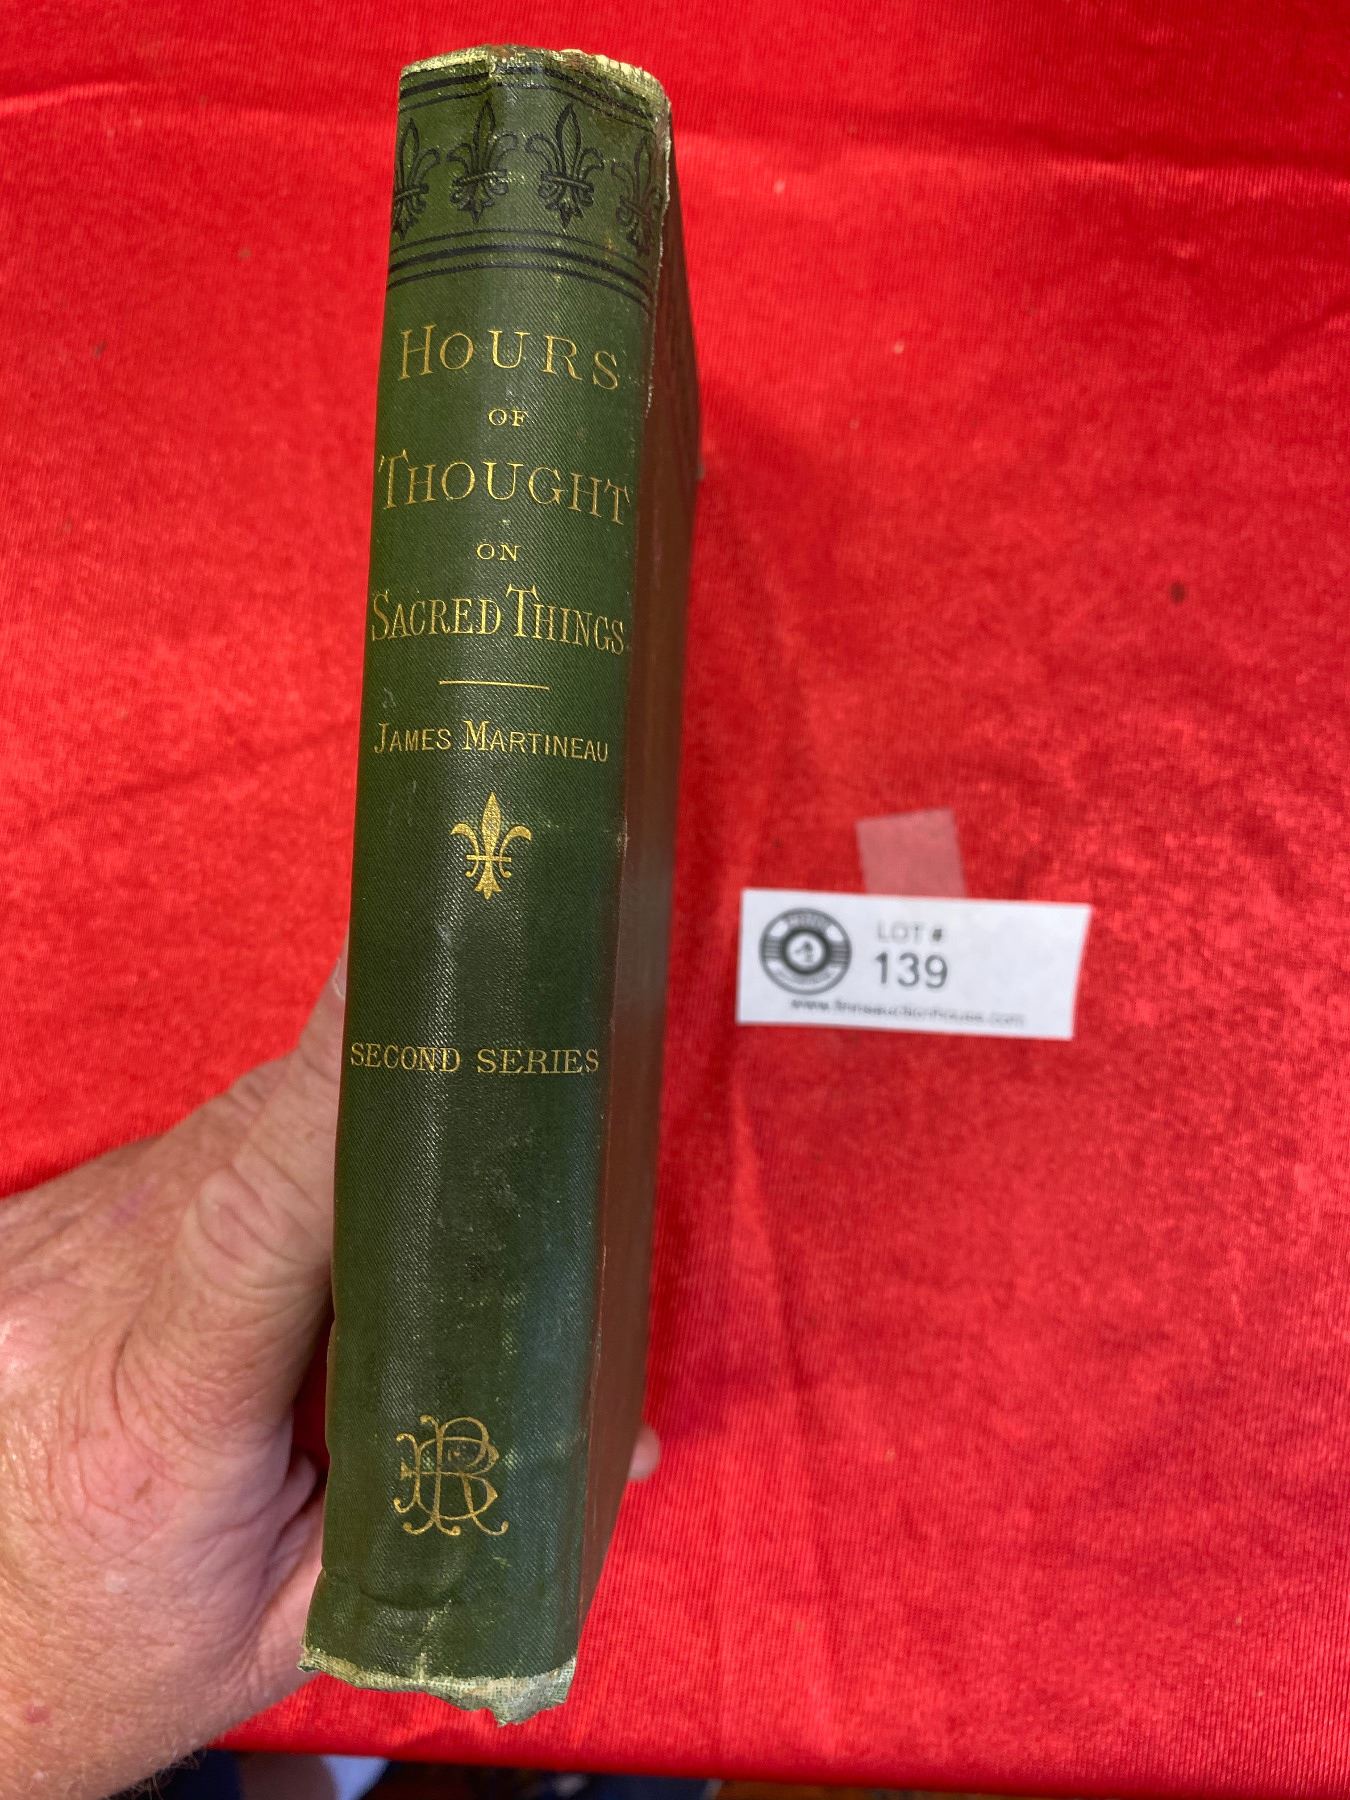 HOURS
OF
THOUGHT
ON
SACRED THINGS
JAMES MARTINEAU
SECOND SERIES
LOT #
139